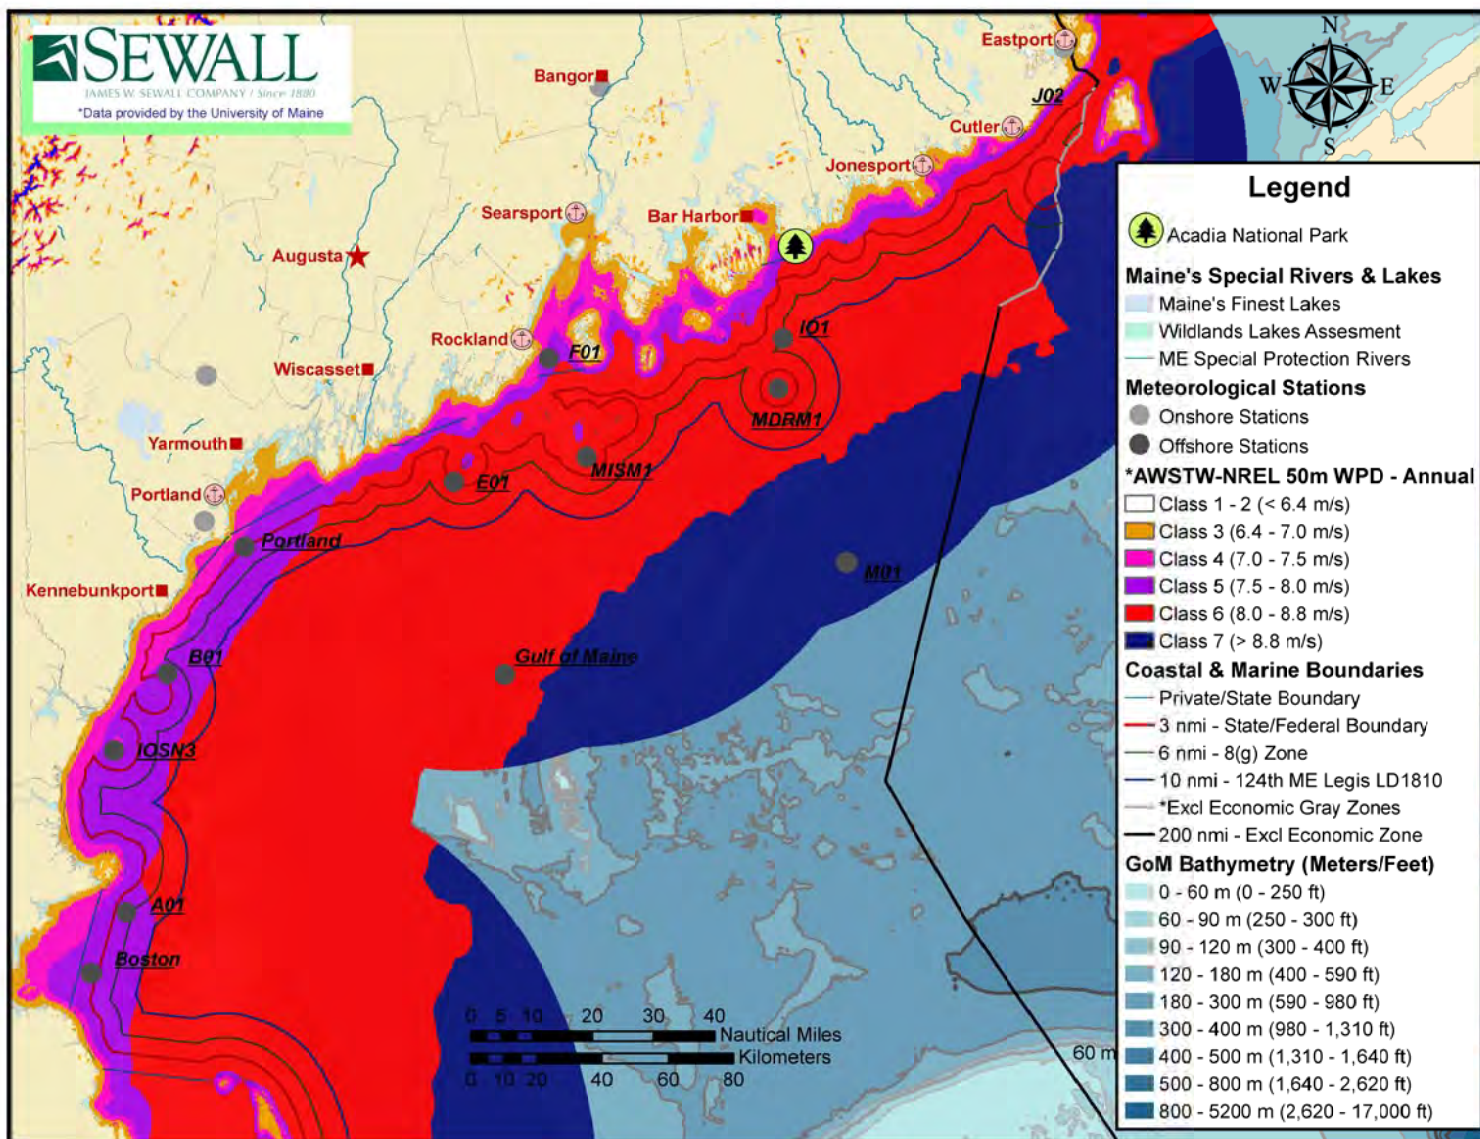 SEWALL
JAMES W. SEWALL COMPANY / Since 1880
*Data provided by the University of Maine
Bangor
Eastport
J02
Cutler
Jonesport
Searsport
Bar Harbor
Augusta
Rockland
F01
IO1
Wiscasset
MDRM1
Yarmouth
MISM1
E01
Portland
Portland
M01
Kennebunkport
B01
Gulf of Maine
IOSN3
A01
Boston
0 5 10 20 30 40
Nautical Miles
Kilometers
0 10 20 40 60 80
60 m
N
W E
S
Legend
Acadia National Park
Maine's Special Rivers & Lakes
Maine's Finest Lakes
Wildlands Lakes Assesment
ME Special Protection Rivers
Meteorological Stations
Onshore Stations
Offshore Stations
*AWSTW-NREL 50m WPD - Annual
Class 1 - 2 (< 6.4 m/s)
Class 3 (6.4 - 7.0 m/s)
Class 4 (7.0 - 7.5 m/s)
Class 5 (7.5 - 8.0 m/s)
Class 6 (8.0 - 8.8 m/s)
Class 7 (> 8.8 m/s)
Coastal & Marine Boundaries
Private/State Boundary
3 nmi - State/Federal Boundary
6 nmi - 8(g) Zone
10 nmi - 124th ME Legis LD1810
*Excl Economic Gray Zones
200 nmi - Excl Economic Zone
GoM Bathymetry (Meters/Feet)
0 - 60 m (0 - 250 ft)
60 - 90 m (250 - 300 ft)
90 - 120 m (300 - 400 ft)
120 - 180 m (400 - 590 ft)
180 - 300 m (590 - 980 ft)
300 - 400 m (980 - 1,310 ft)
400 - 500 m (1,310 - 1,640 ft)
500 - 800 m (1,640 - 2,620 ft)
800 - 5200 m (2,620 - 17,000 ft)